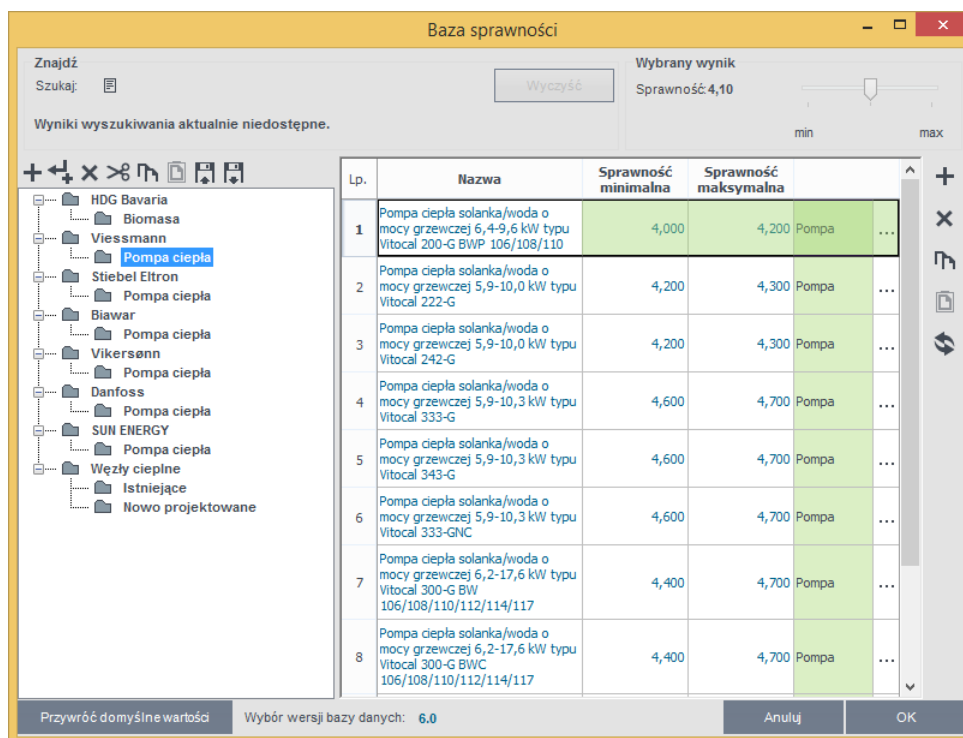 Baza sprawności
Znajdź
Szukaj:
Wyczyść
Wyniki wyszukiwania aktualnie niedostępne.
Wybrany wynik
Sprawność: 4,10
min max
HDG Bavaria
Biomasa
Viessmann
Pompa ciepła
Stiebel Eltron
Pompa ciepła
Biawar
Pompa ciepła
Vikersønn
Pompa ciepła
Danfoss
Pompa ciepła
SUN ENERGY
Pompa ciepła
Węzły cieplne
Istniejące
Nowo projektowane
Lp. Nazwa Sprawność minimalna Sprawność maksymalna
1 Pompa ciepła solanka/woda o
mocy grzewczej 6,4-9,6 kW typu
Vitocal 200-G BWP 106/108/110
4,000 4,200 Pompa ...
2 Pompa ciepła solanka/woda o
mocy grzewczej 5,9-10,0 kW typu
Vitocal 222-G
4,200 4,300 Pompa ...
3 Pompa ciepła solanka/woda o
mocy grzewczej 5,9-10,0 kW typu
Vitocal 242-G
4,200 4,300 Pompa ...
4 Pompa ciepła solanka/woda o
mocy grzewczej 5,9-10,3 kW typu
Vitocal 333-G
4,600 4,700 Pompa ...
5 Pompa ciepła solanka/woda o
mocy grzewczej 5,9-10,3 kW typu
Vitocal 343-G
4,600 4,700 Pompa ...
6 Pompa ciepła solanka/woda o
mocy grzewczej 5,9-10,3 kW typu
Vitocal 333-GNC
4,600 4,700 Pompa ...
7 Pompa ciepła solanka/woda o
mocy grzewczej 6,2-17,6 kW typu
Vitocal 300-G BW
106/108/110/112/114/117
4,400 4,700 Pompa ...
8 Pompa ciepła solanka/woda o
mocy grzewczej 6,2-17,6 kW typu
Vitocal 300-G BWC
106/108/110/112/114/117
4,400 4,700 Pompa ...
Przywróć domyślne wartości Wybór wersji bazy danych: 6.0 Anuluj OK